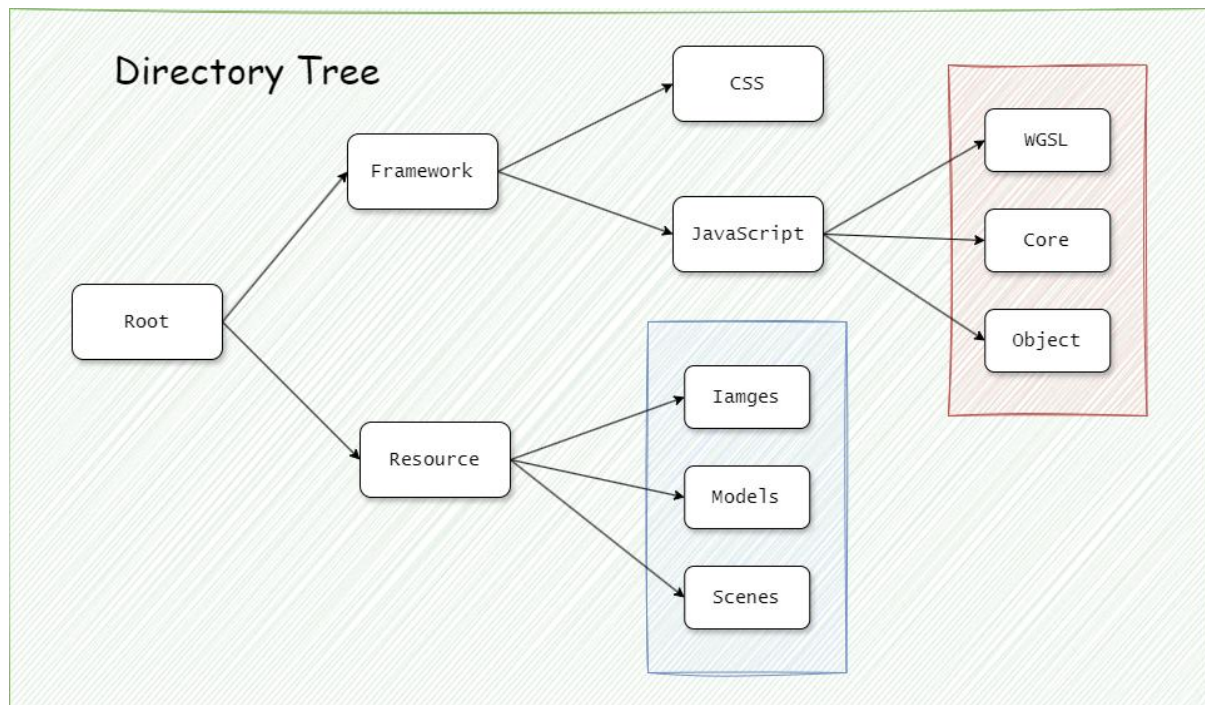 Directory Tree
CSS
WGSL
Framework
JavaScript
Core
Root
Object
Iamges
Resource
Models
Scenes